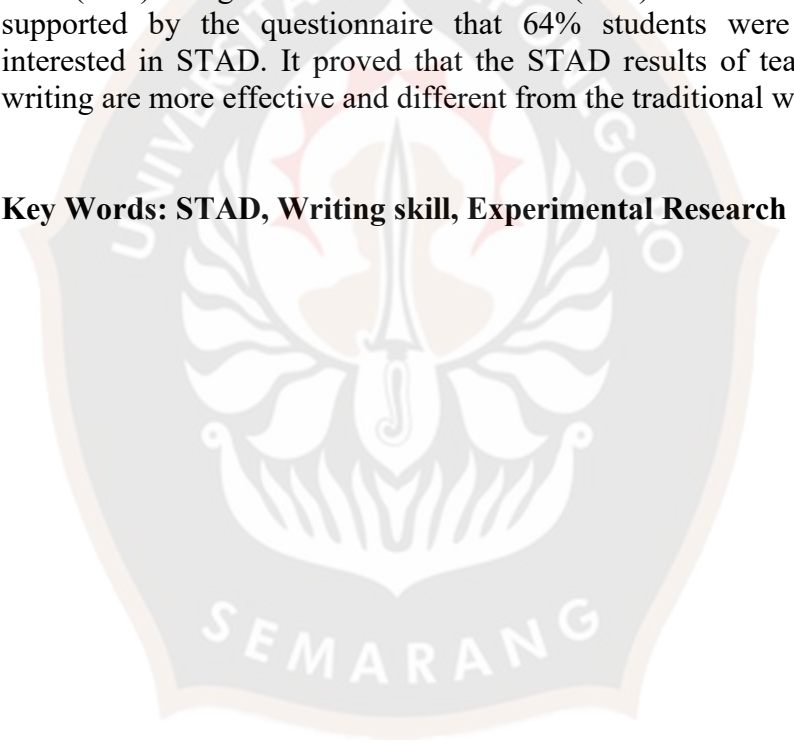 supported by the questionnaire that 64% students were
interested in STAD. It proved that the STAD results of tea
writing are more effective and different from the traditional w
Key Words: STAD, Writing skill, Experimental Research
SEMARANG